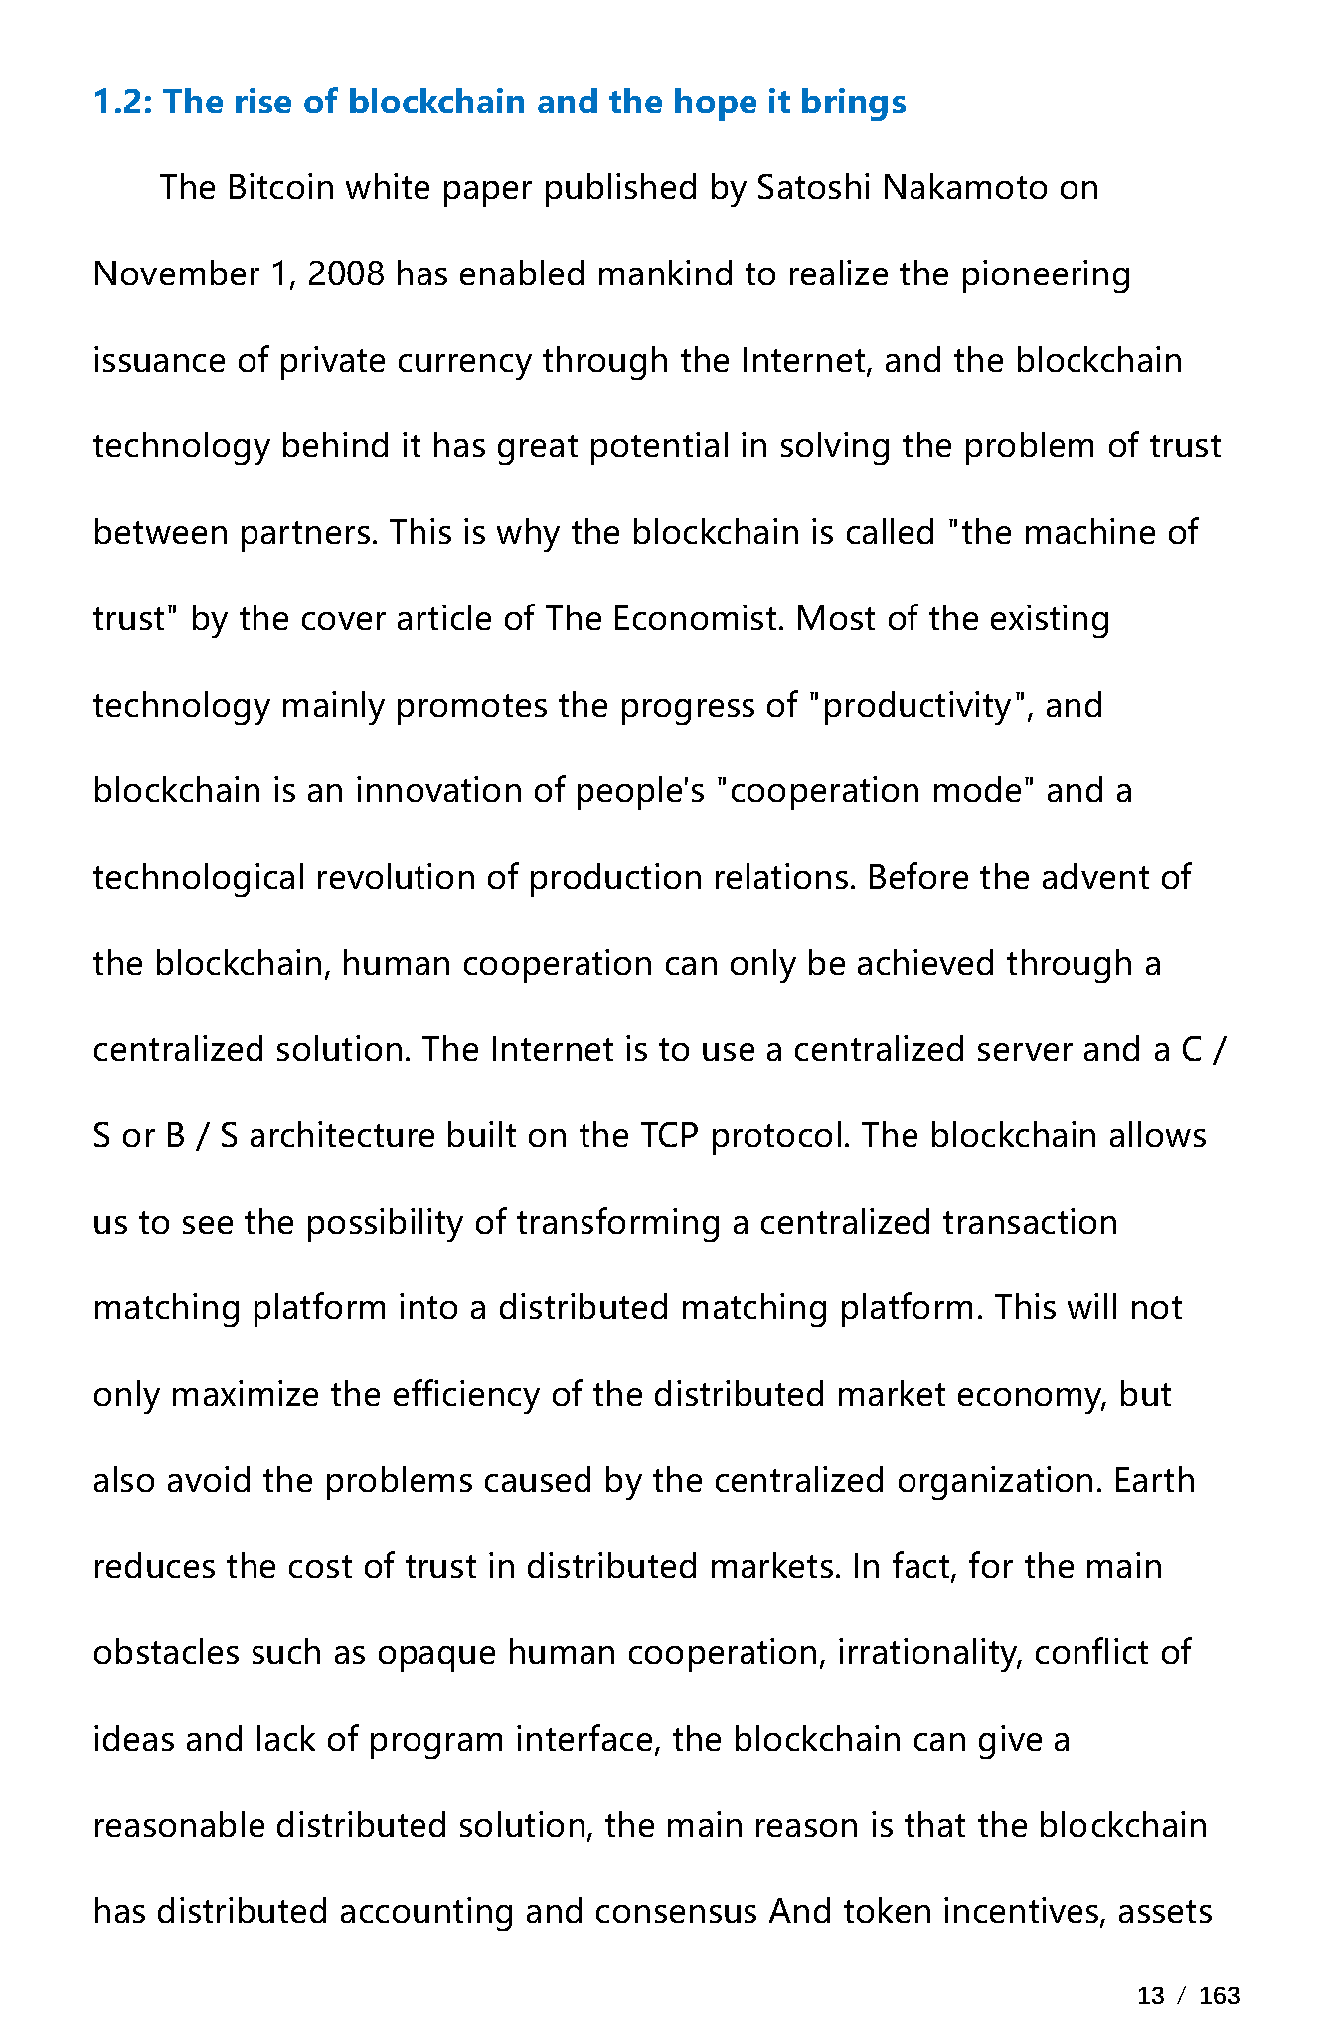 1.2: The rise of blockchain and the hope it brings
The Bitcoin white paper published by Satoshi Nakamoto on
November 1, 2008 has enabled mankind to realize the pioneering
issuance of private currency through the Internet, and the blockchain
technology behind it has great potential in solving the problem of trust
between partners. This is why the blockchain is called "the machine of
trust" by the cover article of The Economist. Most of the existing
technology mainly promotes the progress of "productivity", and
blockchain is an innovation of people's "cooperation mode" and a
technological revolution of production relations. Before the advent of
the blockchain, human cooperation can only be achieved through a
centralized solution. The Internet is to use a centralized server and a C /
S or B / S architecture built on the TCP protocol. The blockchain allows
us to see the possibility of transforming a centralized transaction
matching platform into a distributed matching platform. This will not
only maximize the efficiency of the distributed market economy, but
also avoid the problems caused by the centralized organization. Earth
reduces the cost of trust in distributed markets. In fact, for the main
obstacles such as opaque human cooperation, irrationality, conflict of
ideas and lack of program interface, the blockchain can give a
reasonable distributed solution, the main reason is that the blockchain
has distributed accounting and consensus And token incentives, assets
13 / 163